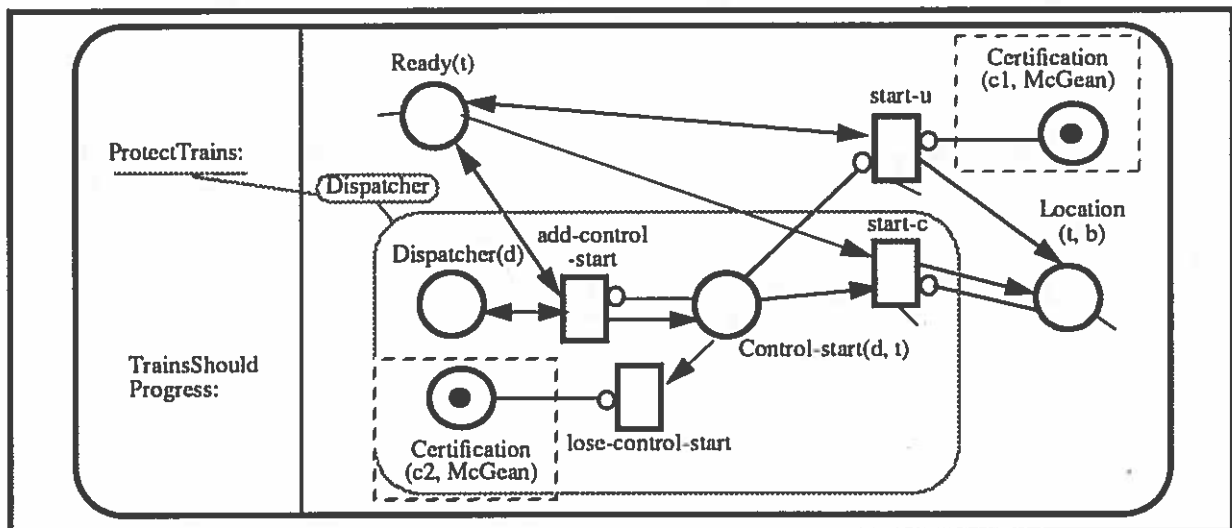 Ready(t)
Certification
(c1, McGean)
start-u
ProtectTrains:
Dispatcher
Location
(t, b)
start-c
add-control
-start
Dispatcher(d)
Control-start(d, t)
TrainsShould
Progress:
lose-control-start
Certification
(c2, McGean)